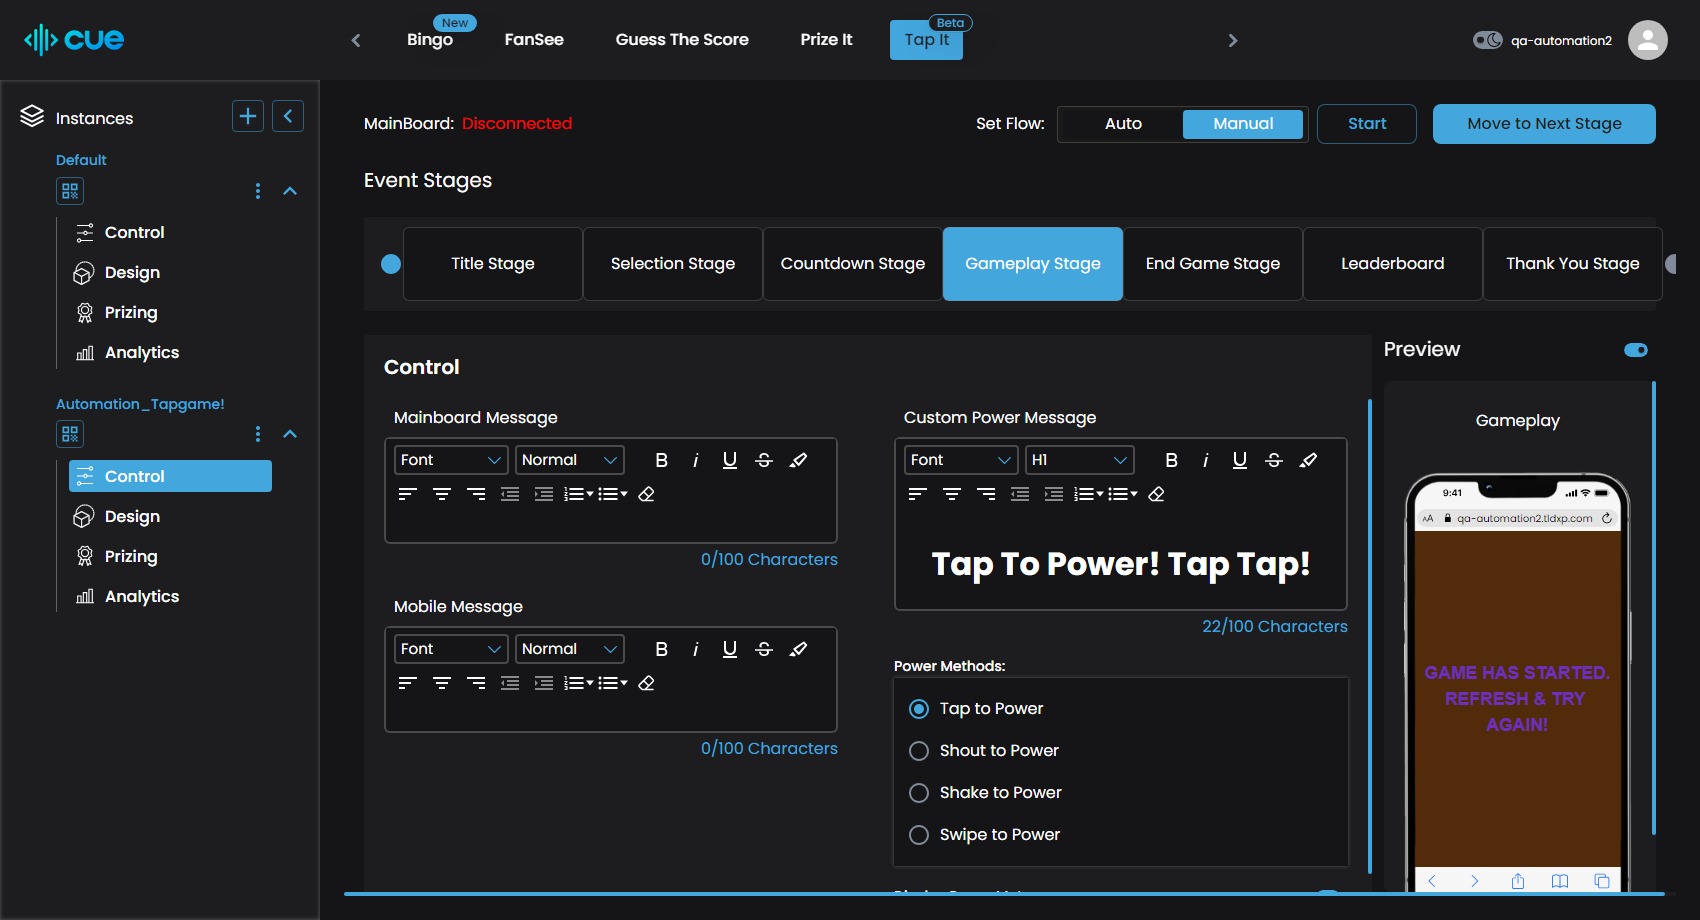 cue
Bingo
New
FanSee
Guess The Score
Prize It
Tap It
Beta
qa-automation2
Instances
Default
Control
Design
Prizing
Analytics
Automation_Tapgame!
Control
Design
Prizing
Analytics
MainBoard: Disconnected
Set Flow:
Auto
Manual
Start
Move to Next Stage
Event Stages
Title Stage
Selection Stage
Countdown Stage
Gameplay Stage
End Game Stage
Leaderboard
Thank You Stage
Control
Mainboard Message
Font
Normal
B i U S
0/100 Characters
Mobile Message
Font
Normal
B i U S
0/100 Characters
Custom Power Message
Font
H1
B i U S
Tap To Power! Tap Tap!
22/100 Characters
Power Methods:
Tap to Power
Shout to Power
Shake to Power
Swipe to Power
Preview
Gameplay
9:41
AA qa-automation2.tldxp.com
GAME HAS STARTED.
REFRESH & TRY
AGAIN!